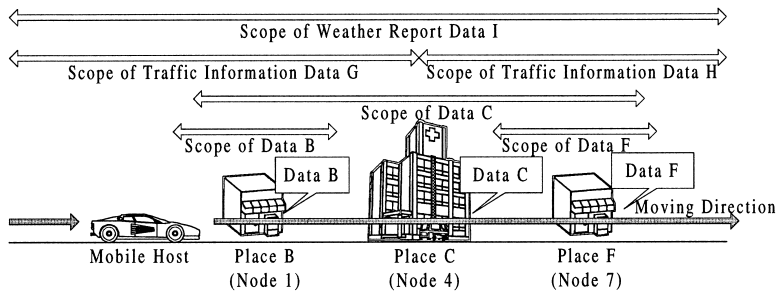 Scope of Weather Report Data I
Scope of Traffic Information Data G
Scope of Traffic Information Data H
Scope of Data C
Scope of Data B
Scope of Data F
Data B
Data C
Data F
Moving Direction
Mobile Host
Place B
(Node 1)
Place C
(Node 4)
Place F
(Node 7)